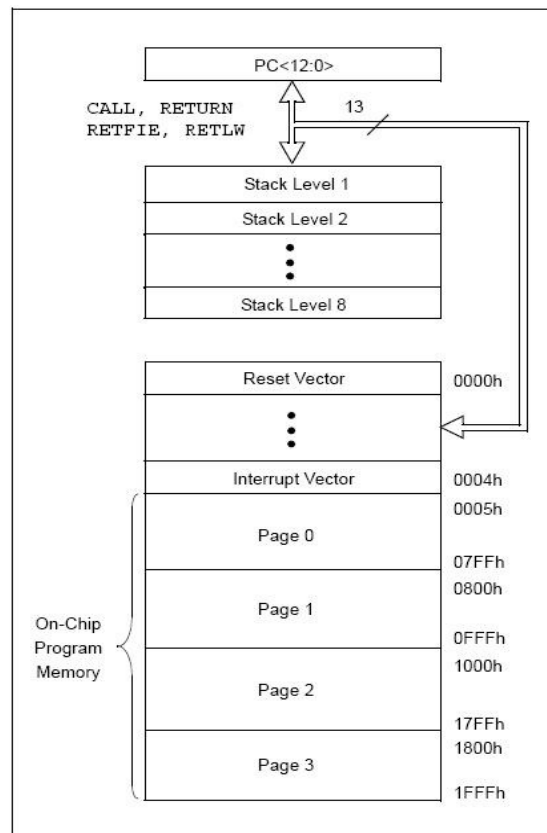 PC<12:0>
CALL, RETURN
RETFIE, RETLW
13
Stack Level 1
Stack Level 2
Stack Level 8
Reset Vector
0000h
Interrupt Vector
0004h
0005h
Page 0
07FFh
0800h
Page 1
0FFFh
On-Chip
Program
Memory
1000h
Page 2
17FFh
1800h
Page 3
1FFFh